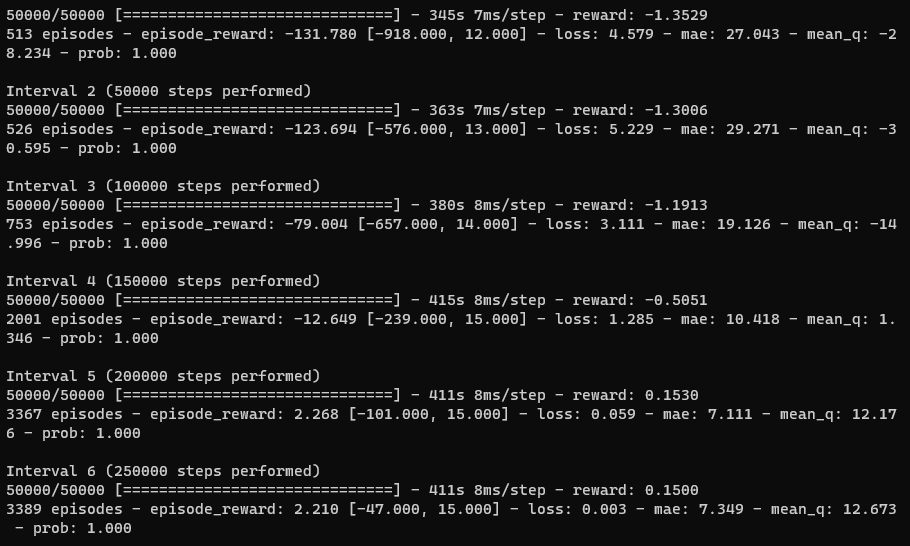 50000/50000 [==============================] - 345s 7ms/step - reward: -1.3529
513 episodes - episode_reward: -131.780 [-918.000, 12.000] - loss: 4.579 - mae: 27.043 - mean_q: -2
8.234 - prob: 1.000

Interval 2 (50000 steps performed)
50000/50000 [==============================] - 363s 7ms/step - reward: -1.3006
526 episodes - episode_reward: -123.694 [-576.000, 13.000] - loss: 5.229 - mae: 29.271 - mean_q: -3
0.595 - prob: 1.000

Interval 3 (100000 steps performed)
50000/50000 [==============================] - 380s 8ms/step - reward: -1.1913
753 episodes - episode_reward: -79.004 [-657.000, 14.000] - loss: 3.111 - mae: 19.126 - mean_q: -14
.996 - prob: 1.000

Interval 4 (150000 steps performed)
50000/50000 [==============================] - 415s 8ms/step - reward: -0.5051
2001 episodes - episode_reward: -12.649 [-239.000, 15.000] - loss: 1.285 - mae: 10.418 - mean_q: 1.
346 - prob: 1.000

Interval 5 (200000 steps performed)
50000/50000 [==============================] - 411s 8ms/step - reward: 0.1530
3367 episodes - episode_reward: 2.268 [-101.000, 15.000] - loss: 0.059 - mae: 7.111 - mean_q: 12.17
6 - prob: 1.000

Interval 6 (250000 steps performed)
50000/50000 [==============================] - 411s 8ms/step - reward: 0.1500
3389 episodes - episode_reward: 2.210 [-47.000, 15.000] - loss: 0.003 - mae: 7.349 - mean_q: 12.673
- prob: 1.000